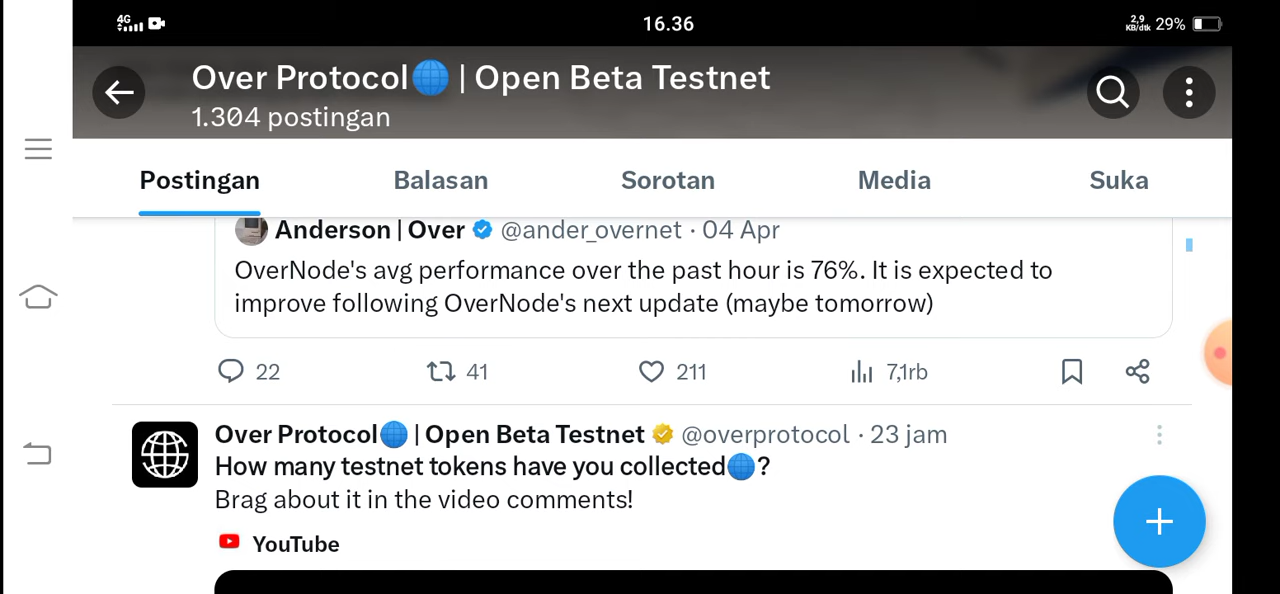 4G 16.36 2,9 KB/dtk 29%
Over Protocol🌐 | Open Beta Testnet
1.304 postingan
Postingan Balasan Sorotan Media Suka
Anderson | Over @ander_overnet · 04 Apr
OverNode's avg performance over the past hour is 76%. It is expected to
improve following OverNode's next update (maybe tomorrow)
22 41 211 7,1rb
Over Protocol🌐 | Open Beta Testnet @overprotocol · 23 jam
How many testnet tokens have you collected🌐?
Brag about it in the video comments!
YouTube